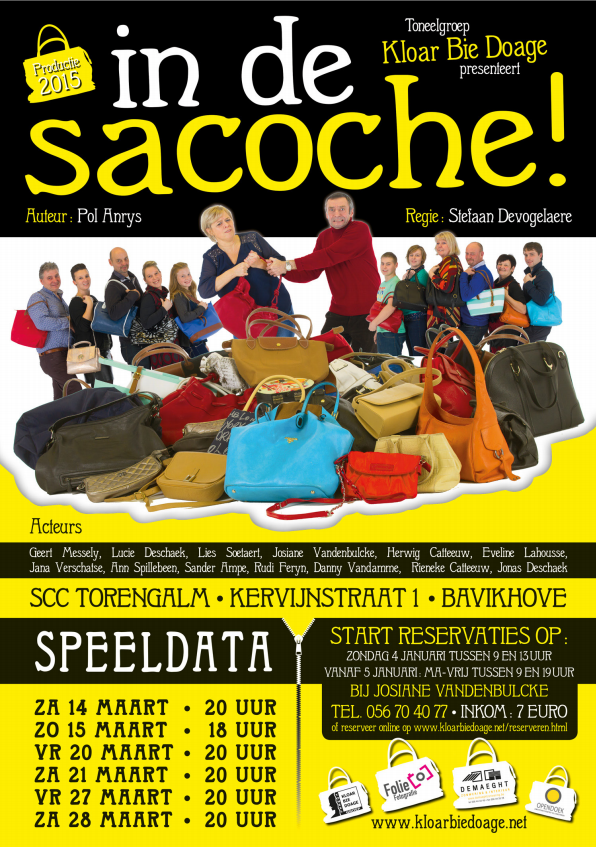 Productie
2015
in de
sacoche!
Toneelgroep
Kloar Bie Doage
presenteert
Auteur : Pol Anrys
Regie : Stefaan Devogelaere
Acteurs
Geert Messely, Lucie Deschaek, Lies Soetaert, Josiane Vandenbulcke, Herwig Catteeuw, Eveline Lahousse,
Jana Verschatse, Ann Spillebeen, Sander Ampe, Rudi Feryn, Danny Vandamme, Rieneke Catteeuw, Jonas Deschaek
SCC TORENGALM • KERVIJNSTRAAT 1 • BAVIKHOVE
SPEELDATA
ZA 14 MAART • 20 UUR
ZO 15 MAART • 18 UUR
VR 20 MAART • 20 UUR
ZA 21 MAART • 20 UUR
VR 27 MAART • 20 UUR
ZA 28 MAART • 20 UUR
START RESERVATIES OP :
ZONDAG 4 JANUARI TUSSEN 9 EN 13 UUR
VANAF 5 JANUARI : MA-VRIJ TUSSEN 9 EN 19 UUR
BIJ JOSIANE VANDENBULCKE
TEL. 056 70 40 77 • INKOM : 7 EURO
of reserveer online op www.kloarbiedoage.net/reserveren.html
KLOAR
BIE
DOAGE
Folie[o]
Fotografie
DEMAEGHT
OPENDOEK
www.kloarbiedoage.net